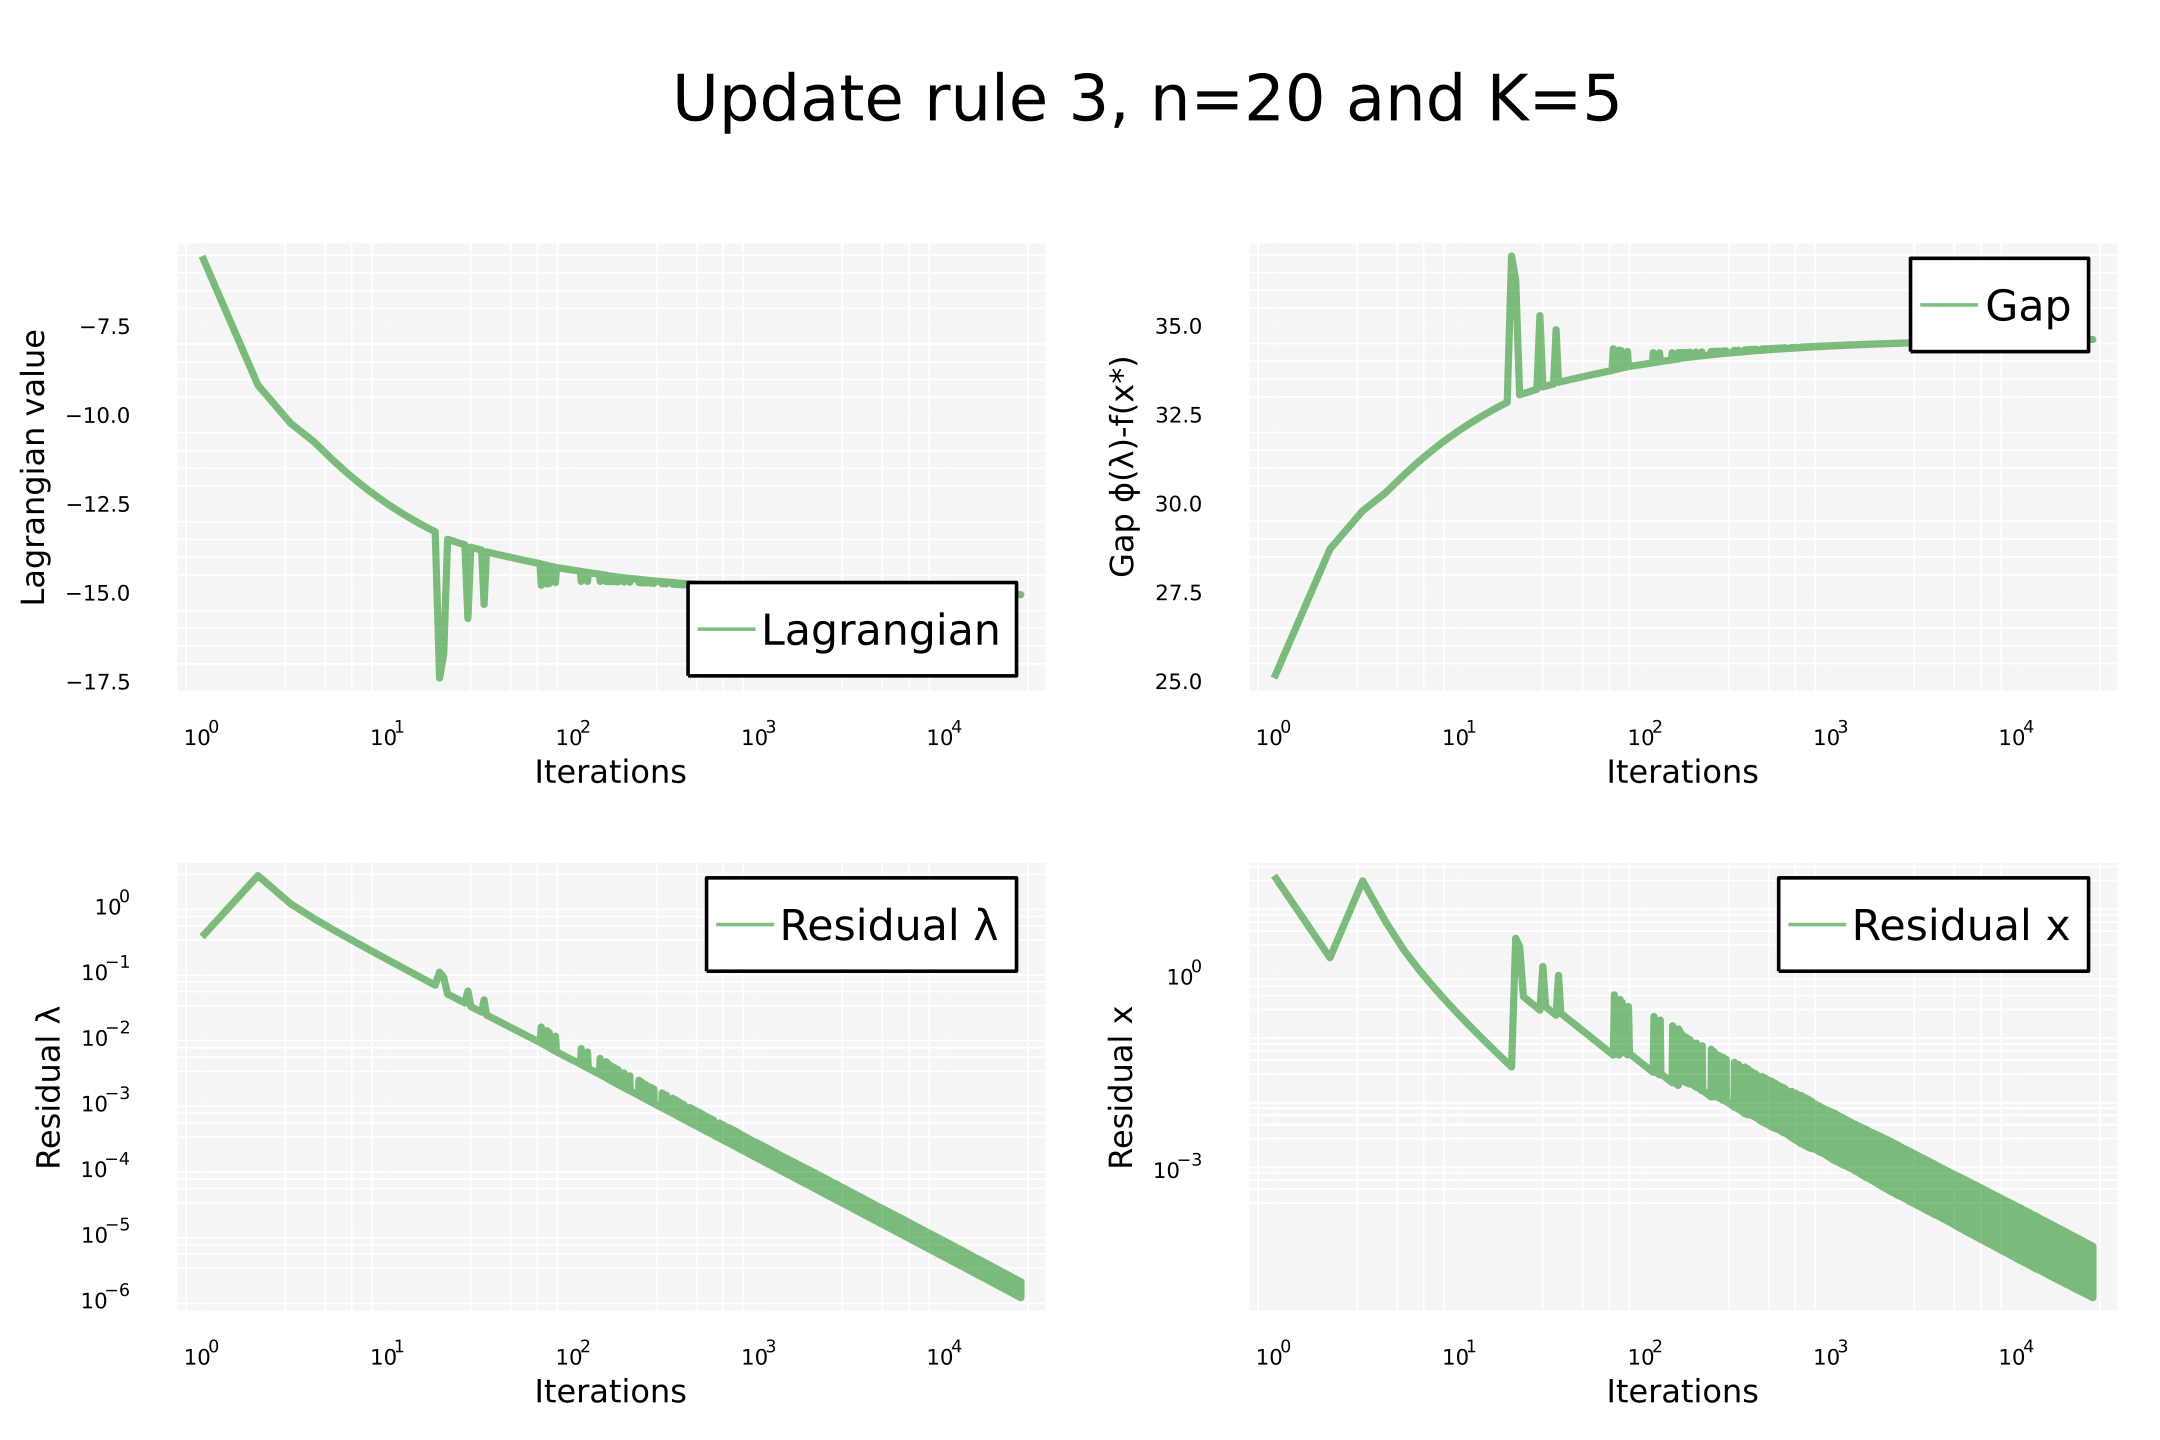 Update rule 3, n=20 and K=5
Lagrangian value
−7.5
−10.0
−12.5
−15.0
−17.5
Lagrangian
10⁰ 10¹ 10² 10³ 10⁴
Iterations
Gap ϕ(λ)-f(x*)
35.0
32.5
30.0
27.5
25.0
Gap
10⁰ 10¹ 10² 10³ 10⁴
Iterations
Residual λ
10⁰
10⁻¹
10⁻²
10⁻³
10⁻⁴
10⁻⁵
10⁻⁶
Residual λ
10⁰ 10¹ 10² 10³ 10⁴
Iterations
Residual x
10⁰
10⁻³
Residual x
10⁰ 10¹ 10² 10³ 10⁴
Iterations